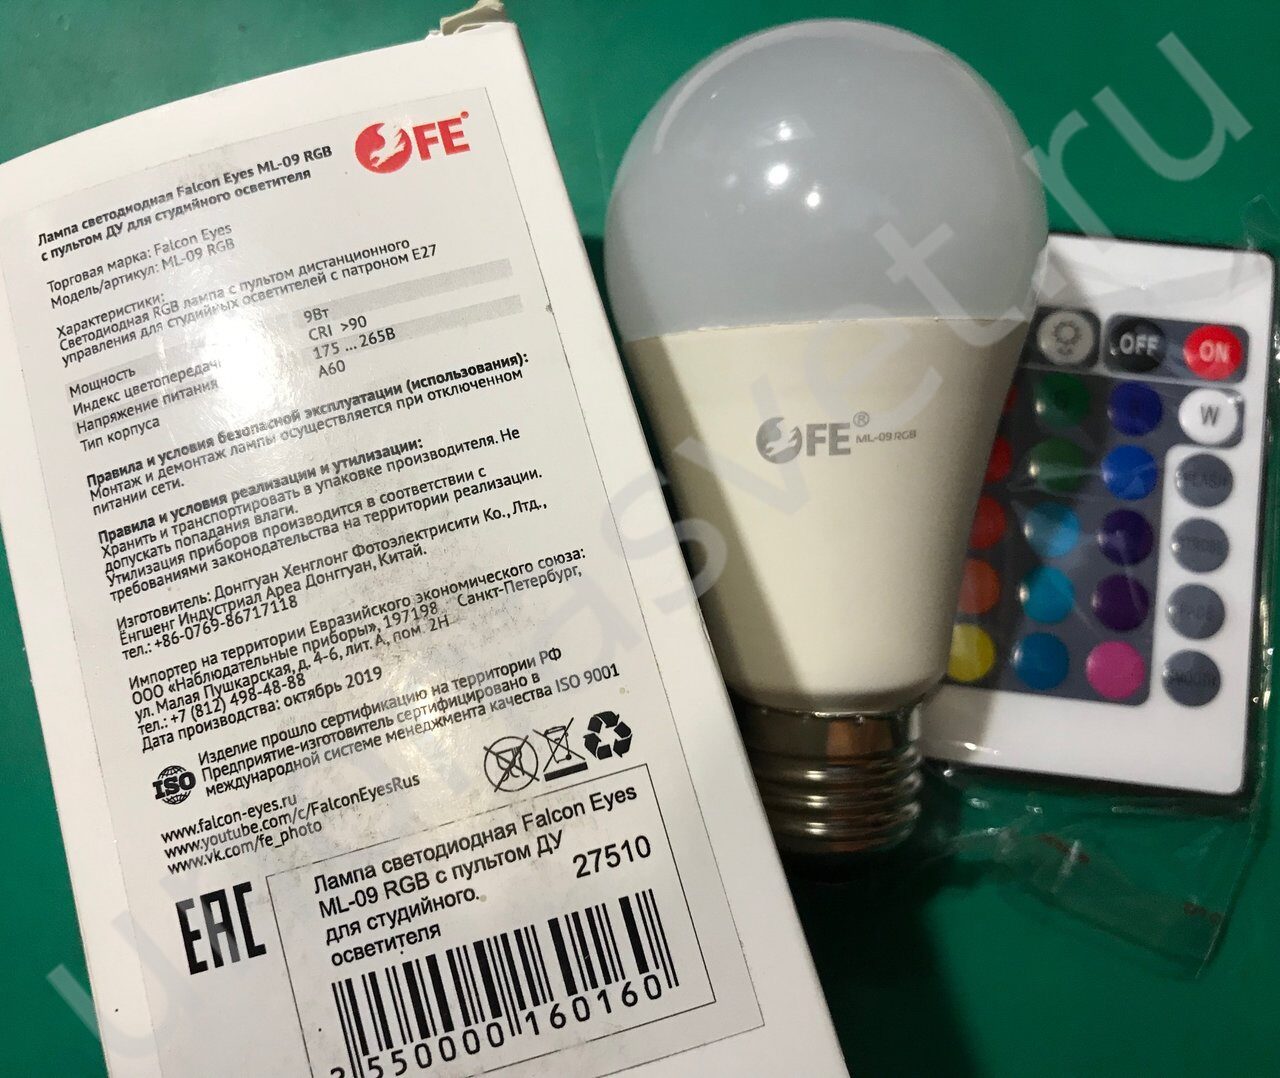 FE®
Лампа светодиодная Falcon Eyes ML-09 RGB
с пультом ДУ для студийного осветителя
Торговая марка: Falcon Eyes
Модель/артикул: ML-09 RGB
Характеристики:
Светодиодная RGB лампа с пультом дистанционного
управления для студийных осветителей с патроном E27
Мощность 9Вт
Индекс цветопередачи CRI >90
Напряжение питания 175 ... 265В
Тип корпуса A60
Правила и условия безопасной эксплуатации (использования):
Монтаж и демонтаж лампы осуществляется при отключенном
питании сети.
Правила и условия реализации и утилизации:
Хранить и транспортировать в упаковке производителя. Не
допускать попадания влаги.
Утилизация приборов производится в соответствии с
требованиями законодательства на территории реализации.
Изготовитель: Донггуан Хенглонг Фотоэлектрисити Ко., Лтд.,
Енгшенг Индустриал Ареа Донггуан, Китай.
тел.: +86-0769-86717118
Импортер на территории Евразийского экономического союза:
ООО «Наблюдательные приборы», 197198, Санкт-Петербург,
ул. Малая Пушкарская, д. 4-6, лит. А, пом. 2Н
тел.: +7 (812) 498-48-88
Дата производства: октябрь 2019
ISO
Изделие прошло сертификацию на территории РФ
Предприятие-изготовитель сертифицировано в
международной системе менеджмента качества ISO 9001
www.falcon-eyes.ru
www.youtube.com/c/FalconEyesRus
www.vk.com/fe_photo
EAC
Лампа светодиодная Falcon Eyes
ML-09 RGB с пультом ДУ
для студийного.
осветителя
27510
550000 160160
FE® ML-09 RGB
OFF ON
W